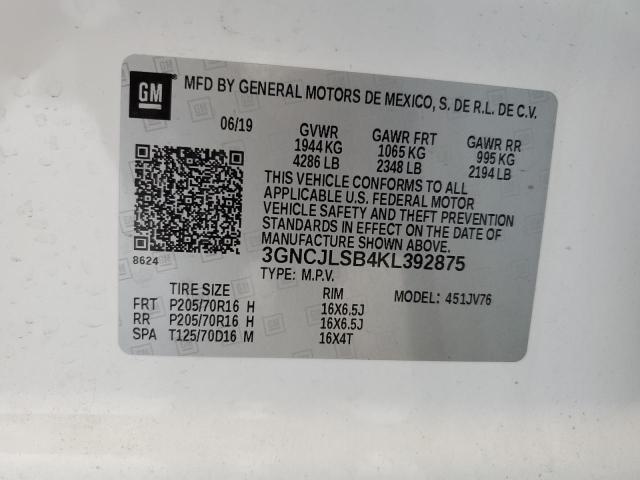 GM
MFD BY GENERAL MOTORS DE MEXICO, S. DE R.L. DE C.V.
06/19 GVWR GAWR FRT GAWR RR
1944 KG 1065 KG 995 KG
4286 LB 2348 LB 2194 LB
THIS VEHICLE CONFORMS TO ALL
APPLICABLE U.S. FEDERAL MOTOR
VEHICLE SAFETY AND THEFT PREVENTION
STANDARDS IN EFFECT ON THE DATE OF
MANUFACTURE SHOWN ABOVE.
8624 3GNCJLSB4KL392875
TYPE: M.P.V.
TIRE SIZE RIM MODEL: 451JV76
FRT P205/70R16 H 16X6.5J
RR P205/70R16 H 16X6.5J
SPA T125/70D16 M 16X4T